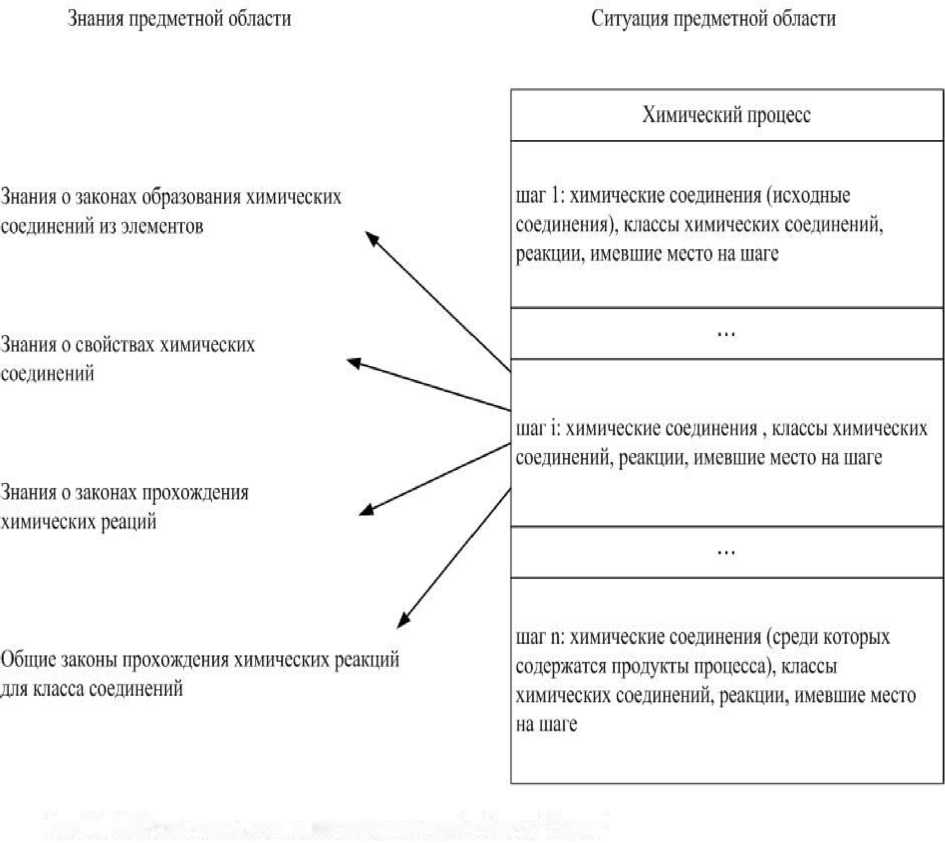 Знания предметной области
Ситуация предметной области
Химический процесс
Знания о законах образования химических
соединений из элементов
Знания о свойствах химических
соединений
Знания о законах прохождения
химических реаций
Общие законы прохождения химических реакций
для класса соединений
шаг 1: химические соединения (исходные
соединения), классы химических соединений,
реакции, имевшие место на шаге
...
шаг i: химические соединения , классы химических
соединений, реакции, имевшие место на шаге
...
шаг n: химические соединения (среди которых
содержатся продукты процесса), классы
химических соединений, реакции, имевшие место
на шаге